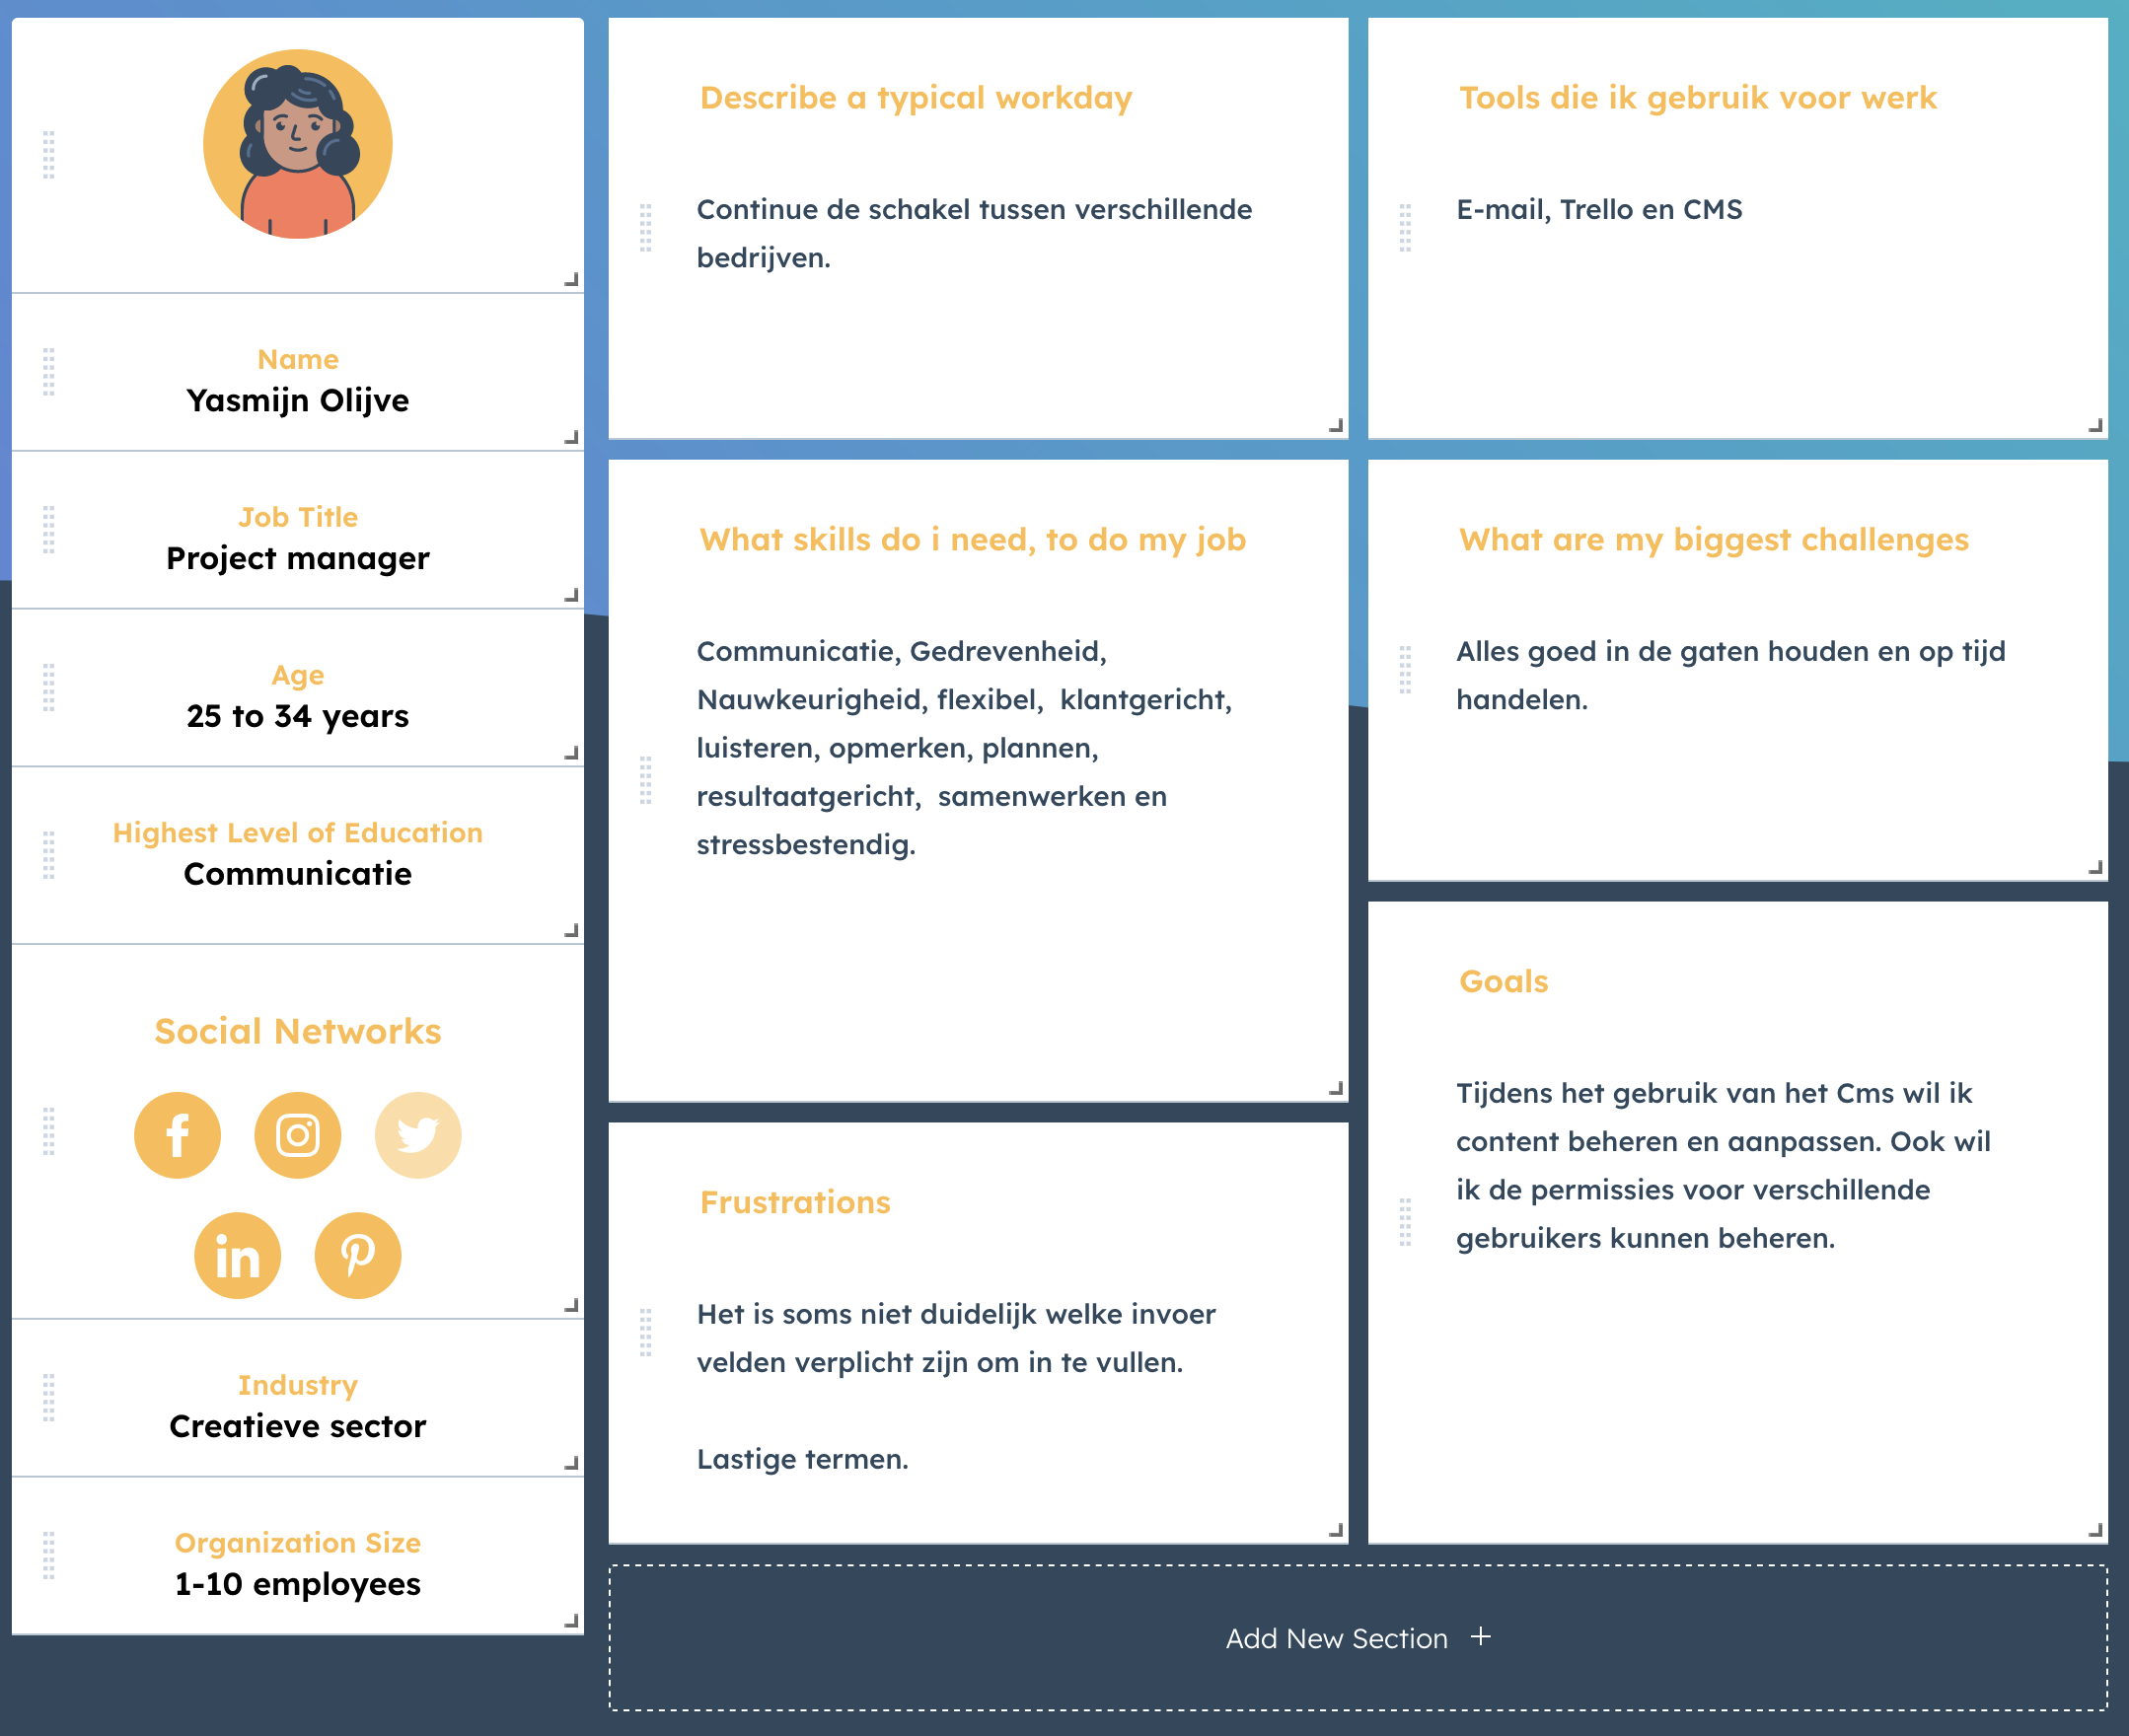 Name
Yasmijn Olijve
Job Title
Project manager
Age
25 to 34 years
Highest Level of Education
Communicatie
Social Networks
Industry
Creatieve sector
Organization Size
1-10 employees
Describe a typical workday
Continue de schakel tussen verschillende
bedrijven.
Tools die ik gebruik voor werk
E-mail, Trello en CMS
What skills do i need, to do my job
Communicatie, Gedrevenheid,
Nauwkeurigheid, flexibel,  klantgericht,
luisteren, opmerken, plannen,
resultaatgericht,  samenwerken en
stressbestendig.
What are my biggest challenges
Alles goed in de gaten houden en op tijd
handelen.
Frustrations
Het is soms niet duidelijk welke invoer
velden verplicht zijn om in te vullen.
Lastige termen.
Goals
Tijdens het gebruik van het Cms wil ik
content beheren en aanpassen. Ook wil
ik de permissies voor verschillende
gebruikers kunnen beheren.
Add New Section +